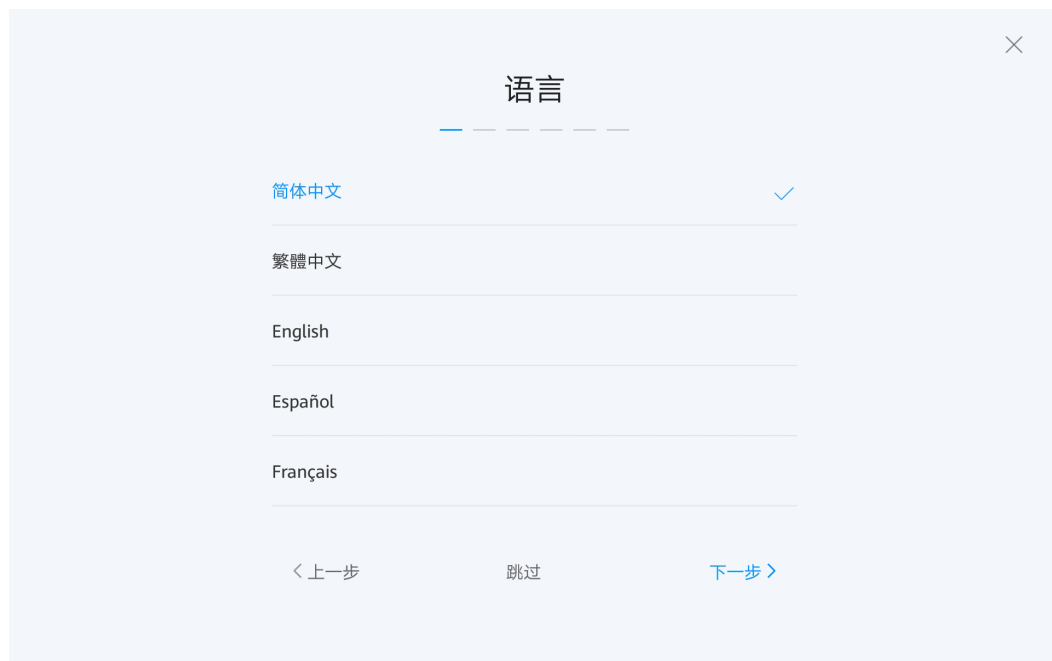 语言
简体中文
繁體中文
English
Español
Français
上一步 跳过 下一步